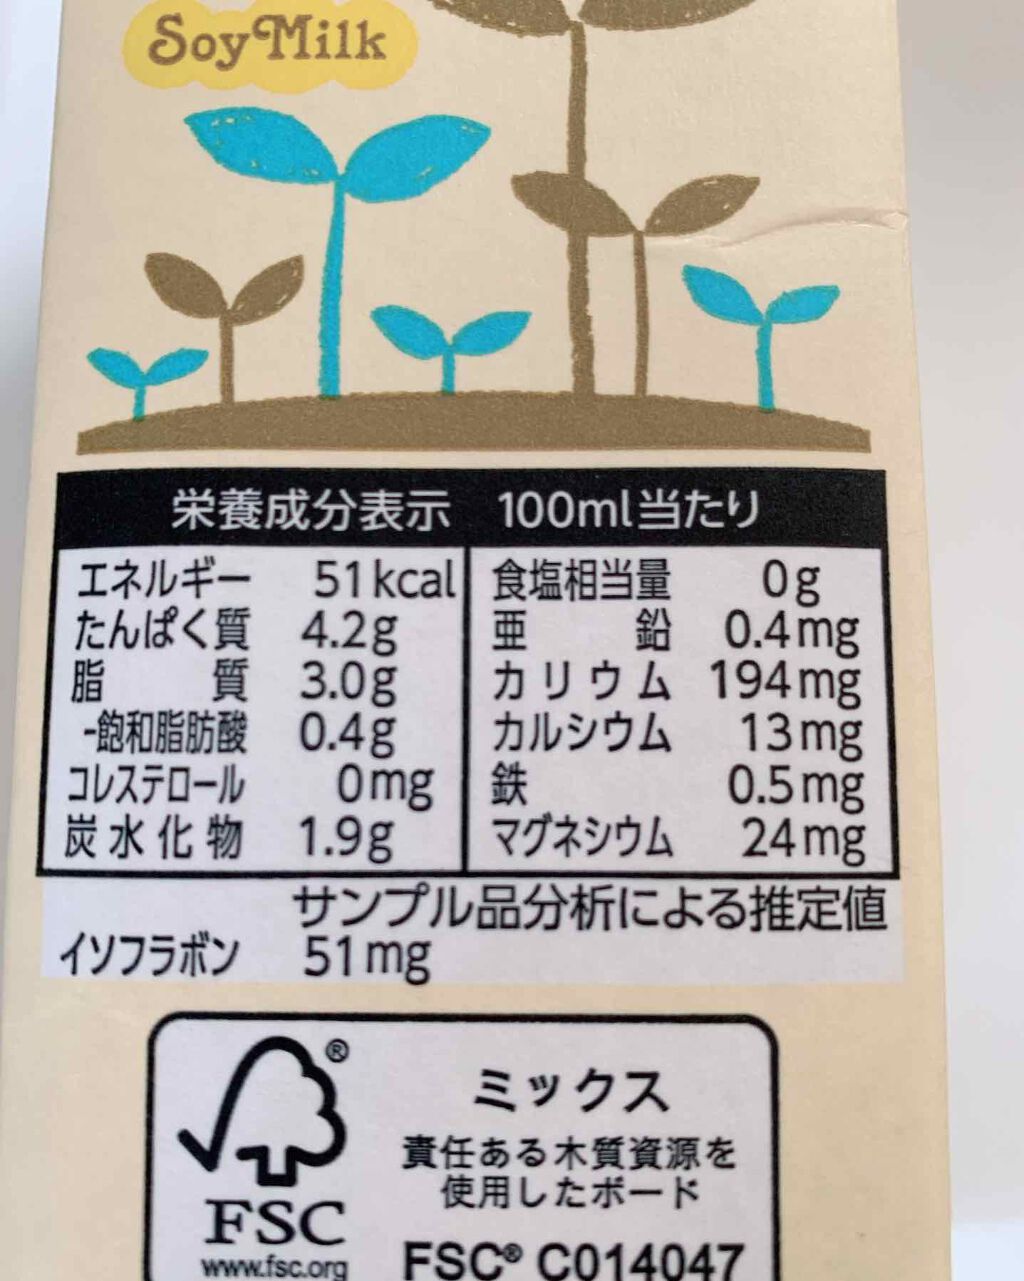 Soy Milk
栄養成分表示 100ml当たり
エネルギー 51kcal
たんぱく質 4.2g
脂質 3.0g
-飽和脂肪酸 0.4g
コレステロール 0mg
炭水化物 1.9g
食塩相当量 0g
亜鉛 0.4mg
カリウム 194mg
カルシウム 13mg
鉄 0.5mg
マグネシウム 24mg
サンプル品分析による推定値
イソフラボン 51mg
®
FSC
www.fsc.org
ミックス
責任ある木質資源を
使用したボード
FSC® C014047